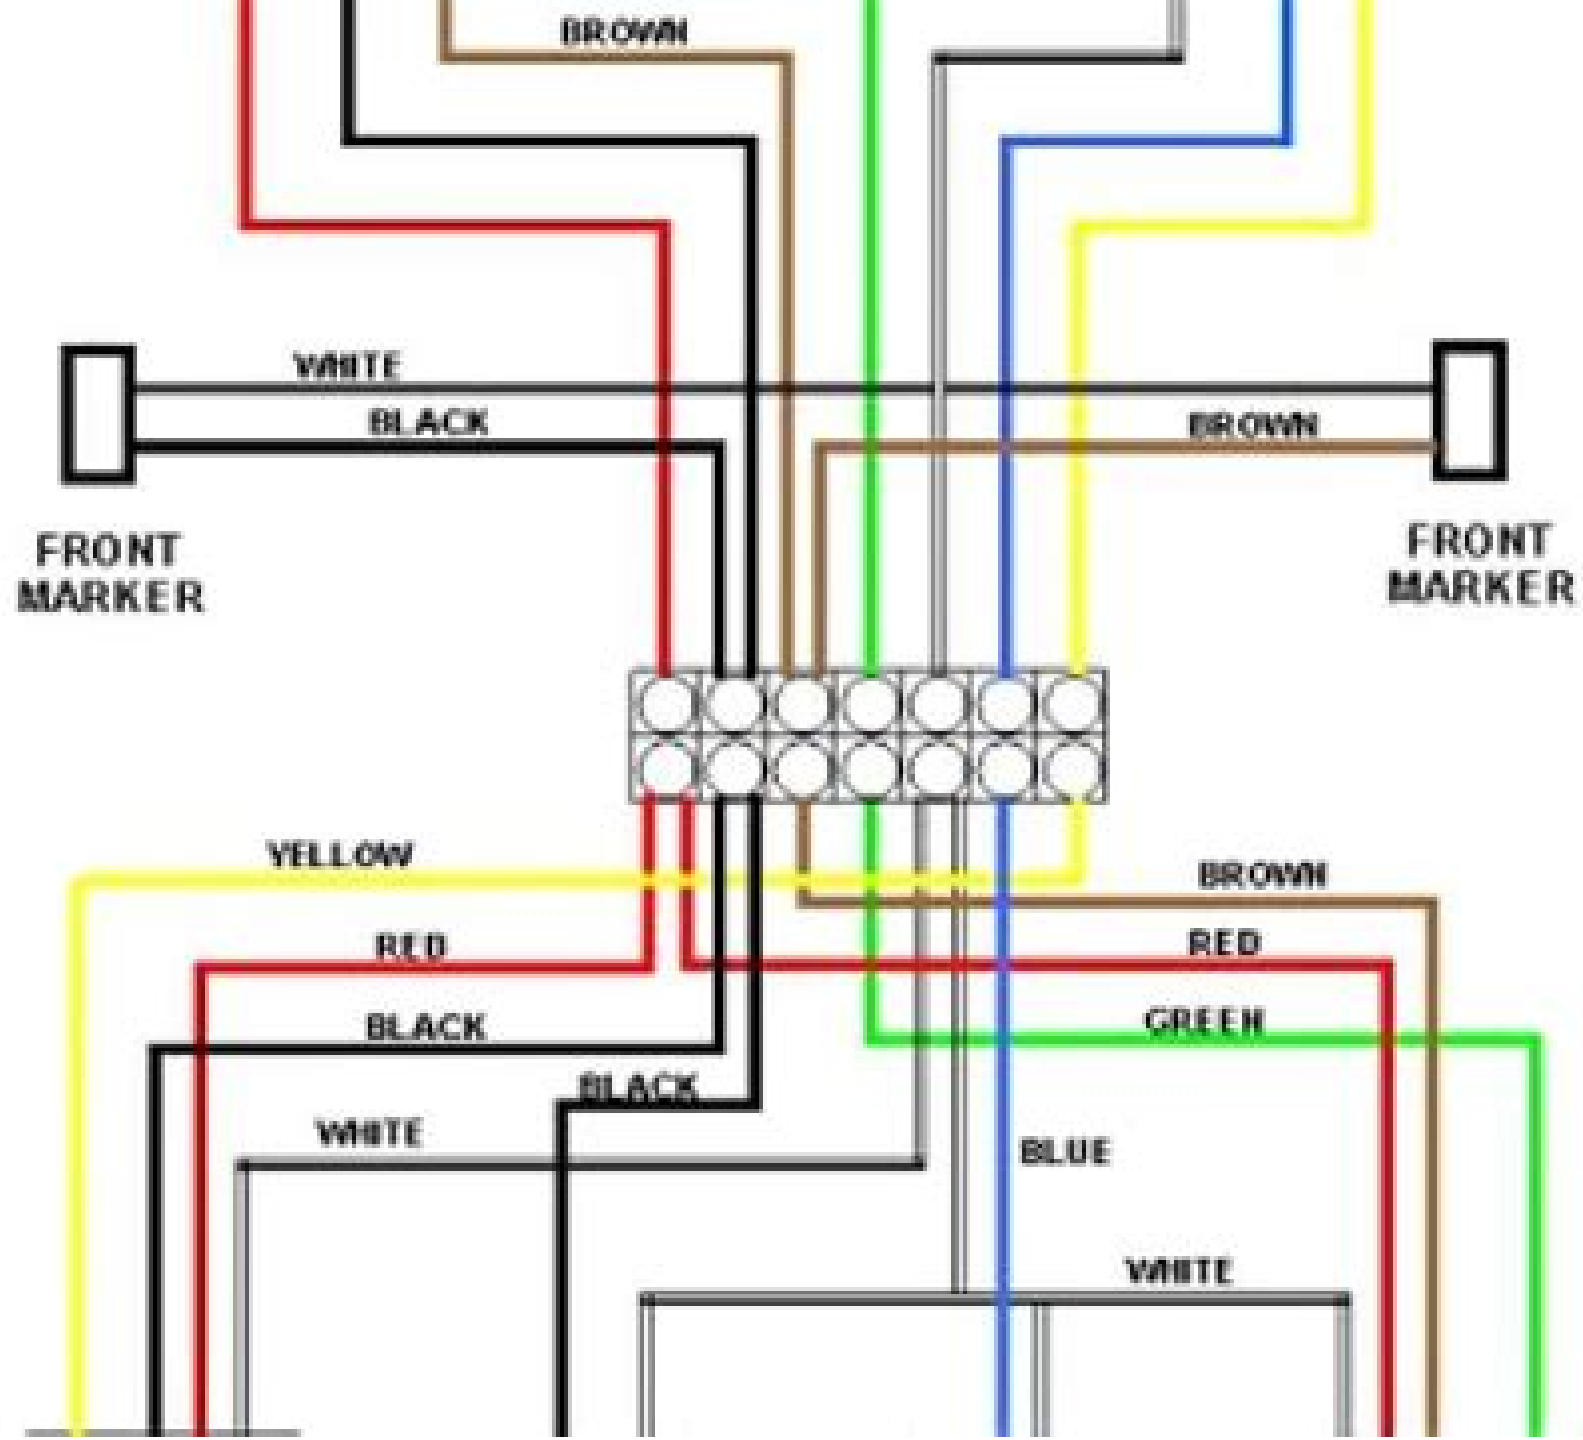 BROWN
WHITE
BLACK
BROWN
FRONT
MARKER
FRONT
MARKER
YELLOW
BROWN
RED
RED
BLACK
GREEN
BLACK
WHITE
BLUE
WHITE